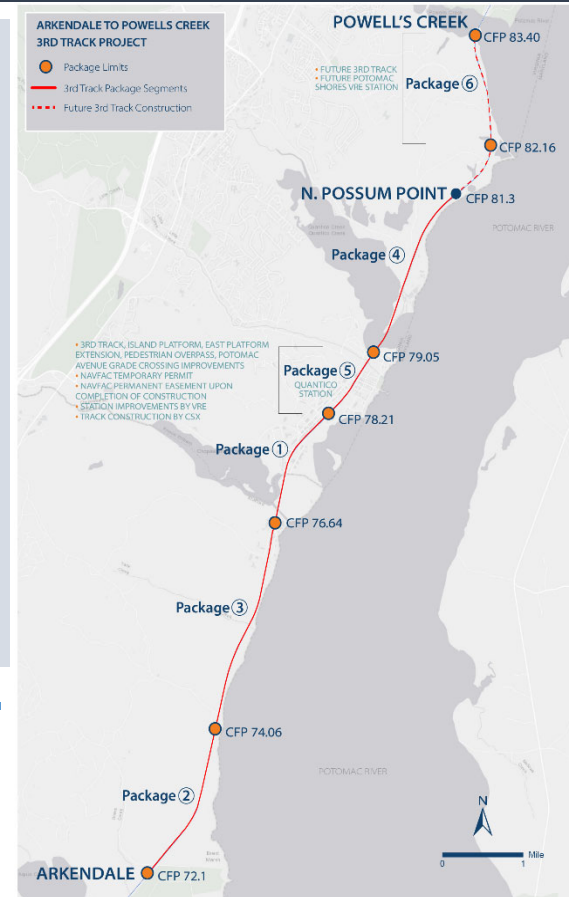 ARKENDALE TO POWELLS CREEK
3RD TRACK PROJECT
Package Limits
3rd Track Package Segments
Future 3rd Track Construction
POWELL'S CREEK
CFP 83.40
• FUTURE 3RD TRACK
• FUTURE POTOMAC
SHORES VRE STATION
Package 6
CFP 82.16
N. POSSUM POINT
CFP 81.3
POTOMAC RIVER
Package 4
• 3RD TRACK, ISLAND PLATFORM, EAST PLATFORM
EXTENSION, PEDESTRIAN OVERPASS, POTOMAC
AVENUE GRADE CROSSING IMPROVEMENTS
• NAVFAC TEMPORARY PERMIT
• NAVFAC PERMANENT EASEMENT UPON
COMPLETION OF CONSTRUCTION
• STATION IMPROVEMENTS BY VRE
• TRACK CONSTRUCTION BY CSX
CFP 79.05
Package 5
QUANTICO
STATION
CFP 78.21
Package 1
CFP 76.64
Package 3
CFP 74.06
POTOMAC RIVER
Package 2
N
0 1 Mile
ARKENDALE
CFP 72.1